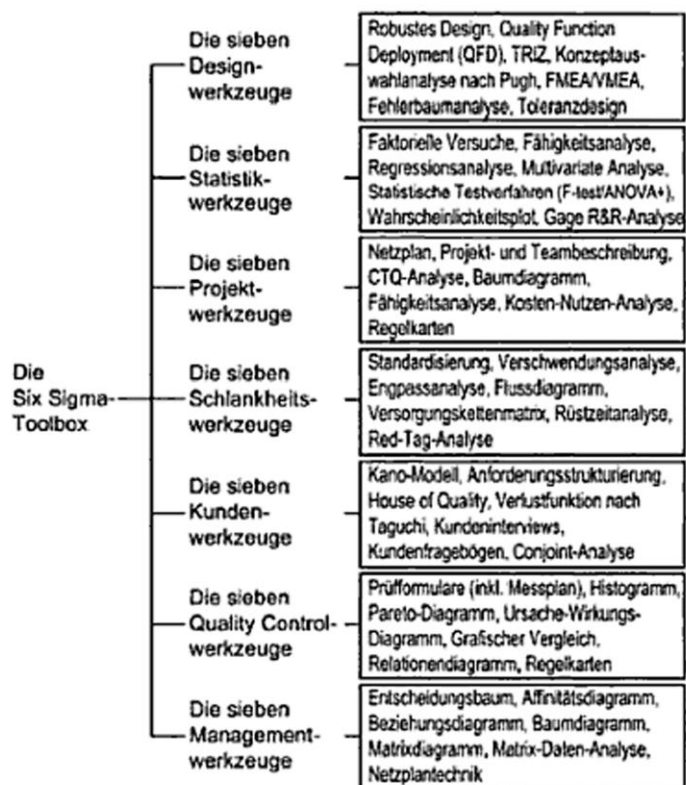 Die sieben
Design-
werkzeuge
Robustes Design, Quality Function
Deployment (QFD), TRIZ, Konzeptaus-
wahlanalyse nach Pugh, FMEA/VMEA,
Fehlerbaumanalyse, Toleranzdesign
Die sieben
Statistik-
werkzeuge
Faktorielle Versuche, Fähigkeitsanalyse,
Regressionsanalyse, Multivariate Analyse,
Statistische Testverfahren (F-test/ANOVA+),
Wahrscheinlichkeitsplot, Gage R&R-Analyse
Die sieben
Projekt-
werkzeuge
Netzplan, Projekt- und Teambeschreibung,
CTQ-Analyse, Baumdiagramm,
Fähigkeitsanalyse, Kosten-Nutzen-Analyse,
Regelkarten
Die
Six Sigma-
Toolbox
Die sieben
Schlankheits-
werkzeuge
Standardisierung, Verschwendungsanalyse,
Engpassanalyse, Flussdiagramm,
Versorgungskettenmatrix, Rüstzeitanalyse,
Red-Tag-Analyse
Die sieben
Kunden-
werkzeuge
Kano-Modell, Anforderungsstrukturierung,
House of Quality, Verlustfunktion nach
Taguchi, Kundeninterviews,
Kundenfragebögen, Conjoint-Analyse
Die sieben
Quality Control-
werkzeuge
Prüfformulare (inkl. Messplan), Histogramm,
Pareto-Diagramm, Ursache-Wirkungs-
Diagramm, Grafischer Vergleich,
Relationendiagramm, Regelkarten
Die sieben
Management-
werkzeuge
Entscheidungsbaum, Affinitätsdiagramm,
Beziehungsdiagramm, Baumdiagramm,
Matrixdiagramm, Matrix-Daten-Analyse,
Netzplantechnik